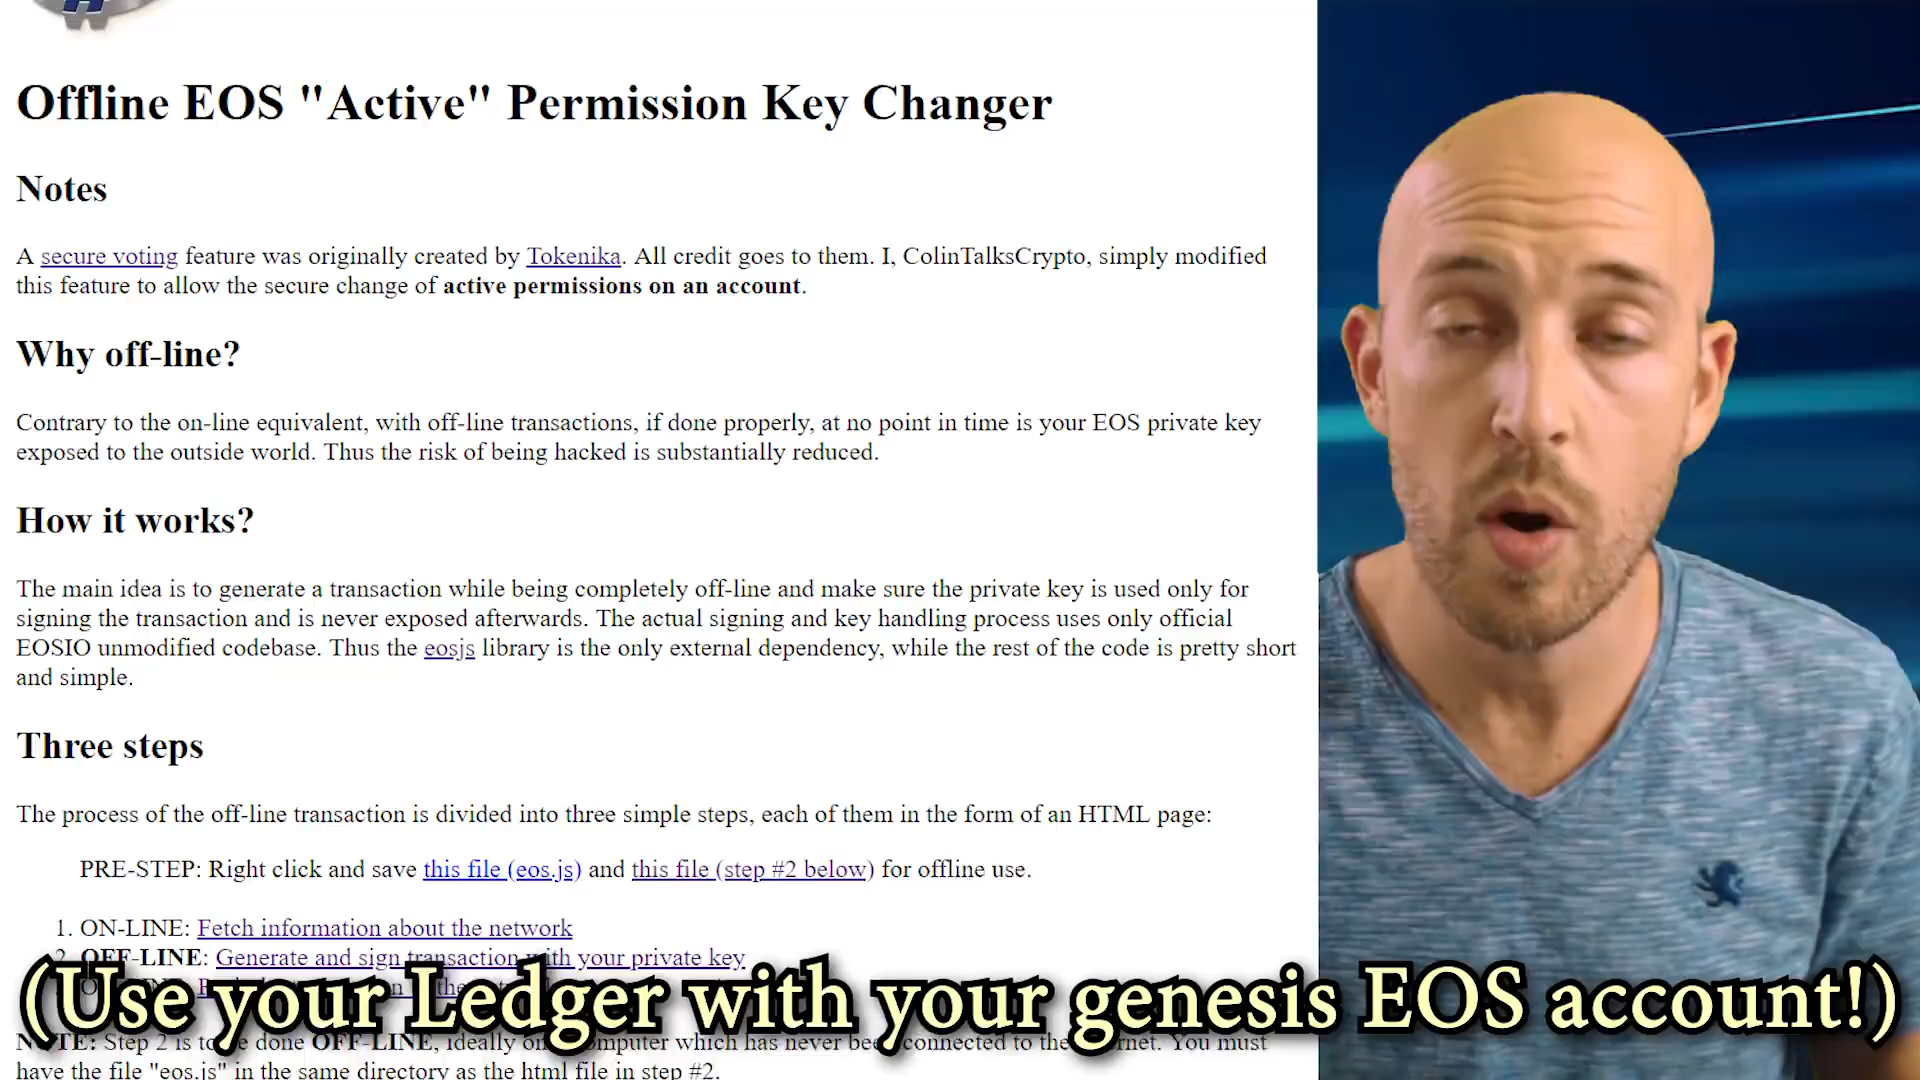 Offline EOS "Active" Permission Key Changer
Notes
A secure voting feature was originally created by Tokenika. All credit goes to them. I, ColinTalksCrypto, simply modified
this feature to allow the secure change of active permissions on an account.
Why off-line?
Contrary to the on-line equivalent, with off-line transactions, if done properly, at no point in time is your EOS private key
exposed to the outside world. Thus the risk of being hacked is substantially reduced.
How it works?
The main idea is to generate a transaction while being completely off-line and make sure the private key is used only for
signing the transaction and is never exposed afterwards. The actual signing and key handling process uses only official
EOSIO unmodified codebase. Thus the eosjs library is the only external dependency, while the rest of the code is pretty short
and simple.
Three steps
The process of the off-line transaction is divided into three simple steps, each of them in the form of an HTML page:
PRE-STEP: Right click and save this file (eos.js) and this file (step #2 below) for offline use.
1. ON-LINE: Fetch information about the network
2. OFF-LINE: Generate and sign transaction with your private key
(Use your Ledger with your genesis EOS account!)
NOTE: Step 2 is to be done OFF-LINE, ideally on computer which has never been connected to the internet. You must
have the file "eos.js" in the same directory as the html file in step #2.